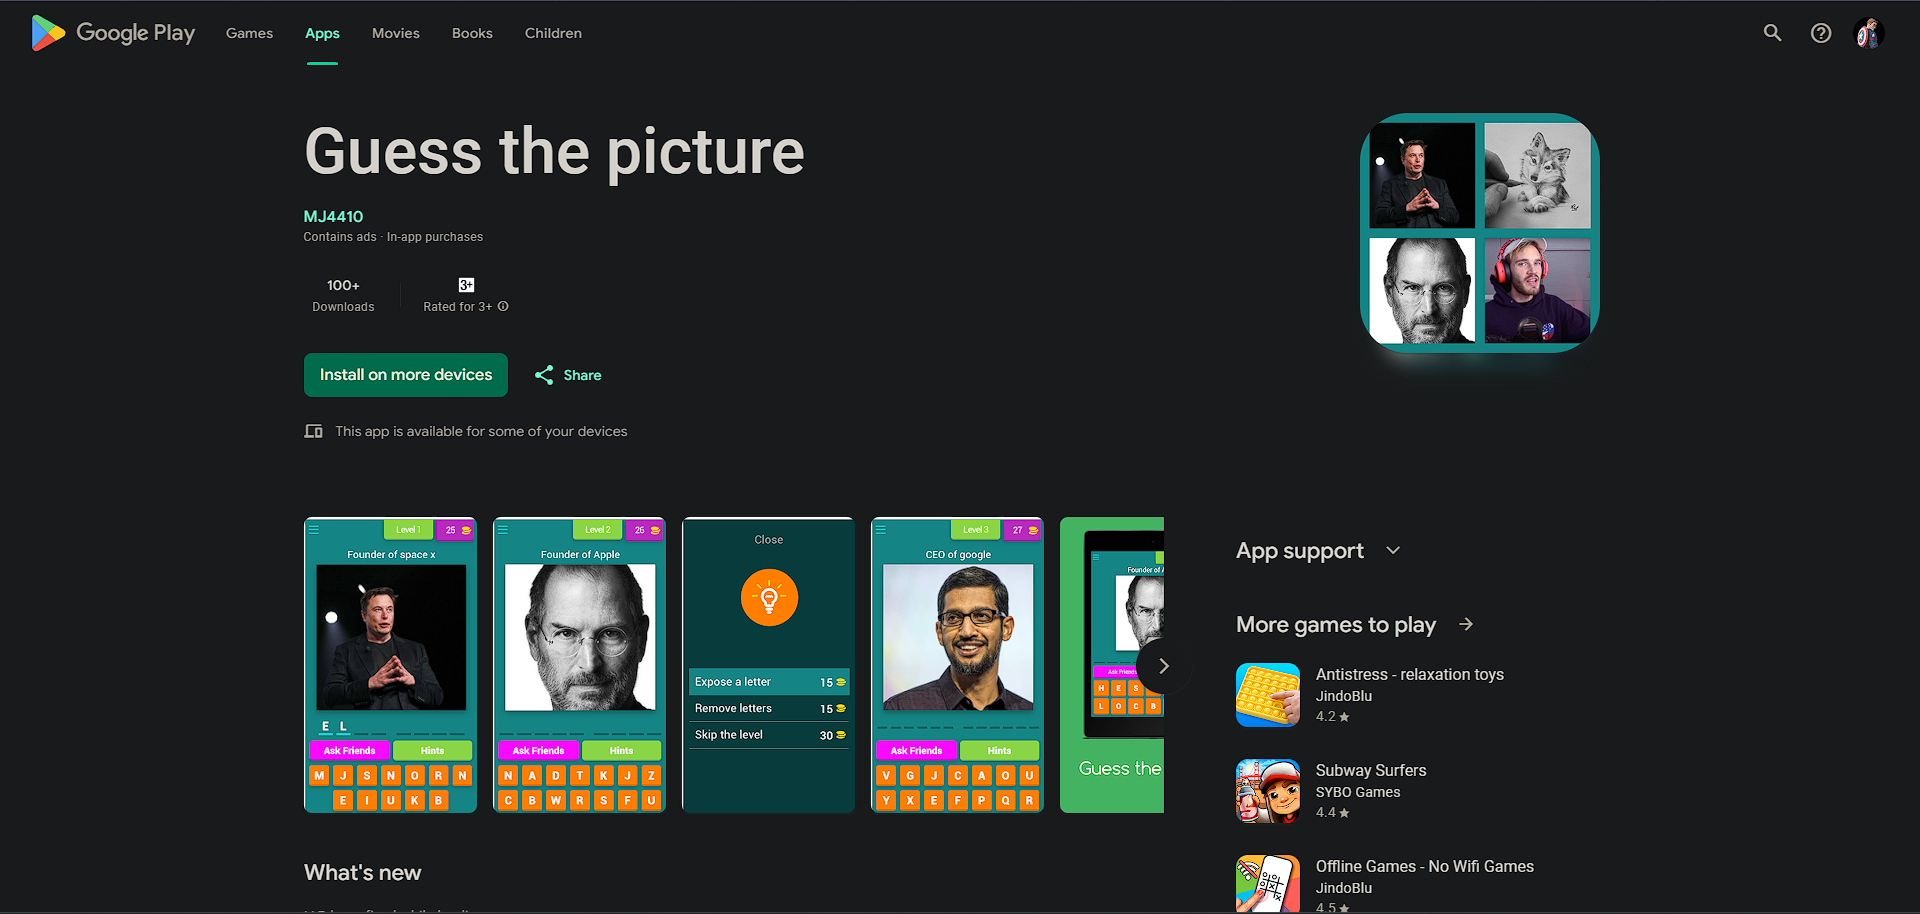 Google Play
Games
Apps
Movies
Books
Children
Guess the picture
MJ4410
Contains ads · In-app purchases
100+
Downloads
3+
Rated for 3+
Install on more devices
Share
This app is available for some of your devices
Level 1
25
Founder of space x
E L
Ask Friends
Hints
M J S N O R N
E I U K B
Level 2
26
Founder of Apple
Ask Friends
Hints
N A D T K J Z
C B W R S F U
Close
Expose a letter 15
Remove letters 15
Skip the level 30
Level 3
27
CEO of google
Ask Friends
Hints
V G J C A O U
Y X E F P Q R
Founder of
Ask Friends
H E S
L O C B
Guess the
App support
More games to play
Antistress - relaxation toys
JindoBlu
4.2
Subway Surfers
SYBO Games
4.4
Offline Games - No Wifi Games
JindoBlu
4.5
What's new